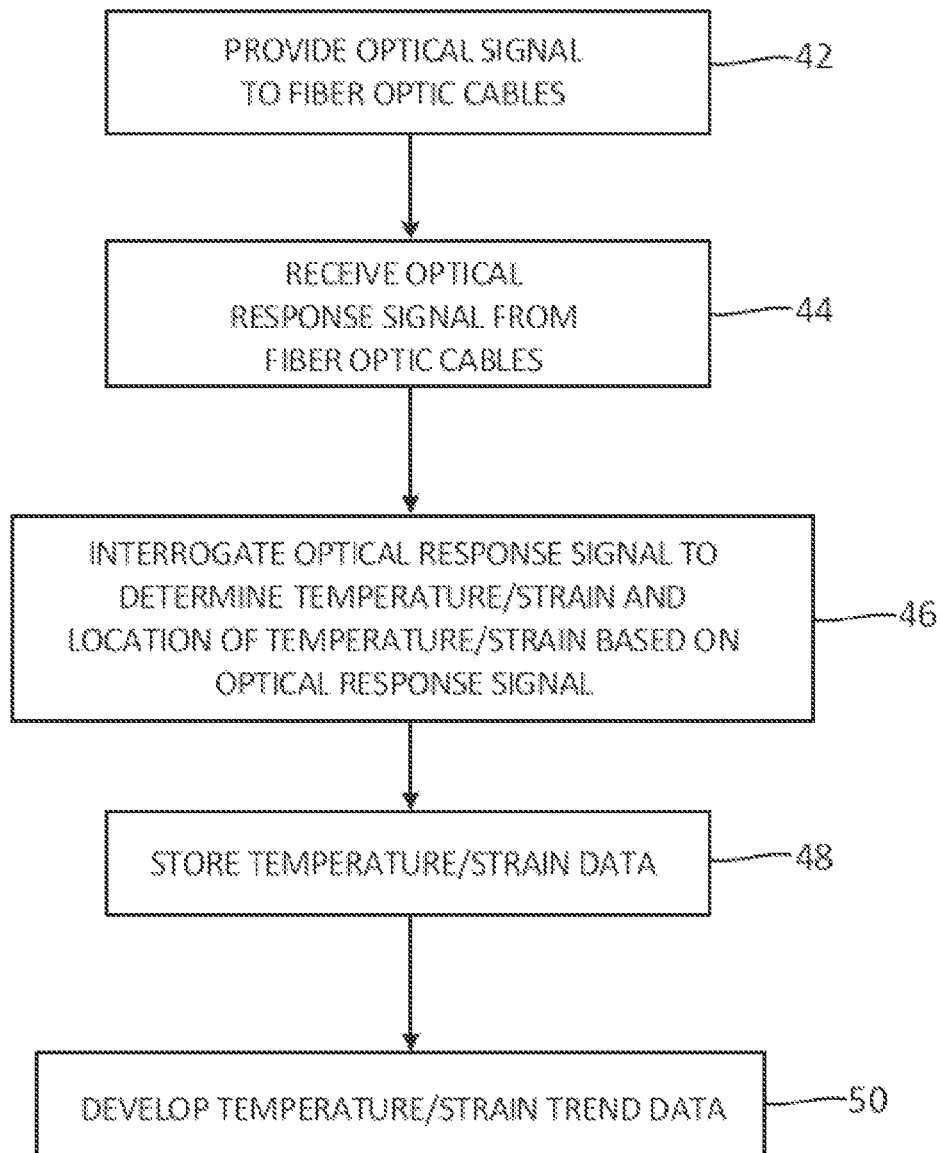 PROVIDE OPTICAL SIGNAL
TO FIBER OPTIC CABLES
42
RECEIVE OPTICAL
RESPONSE SIGNAL FROM
FIBER OPTIC CABLES
44
INTERROGATE OPTICAL RESPONSE SIGNAL TO
DETERMINE TEMPERATURE/STRAIN AND
LOCATION OF TEMPERATURE/STRAIN BASED ON
OPTICAL RESPONSE SIGNAL
46
STORE TEMPERATURE/STRAIN DATA
48
DEVELOP TEMPERATURE/STRAIN TREND DATA
50